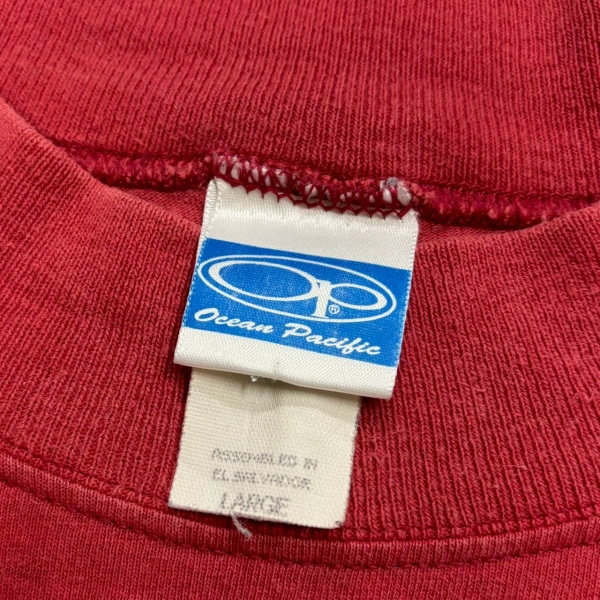 Op®
Ocean Pacific
ASSEMBLED IN
EL SALVADOR
LARGE